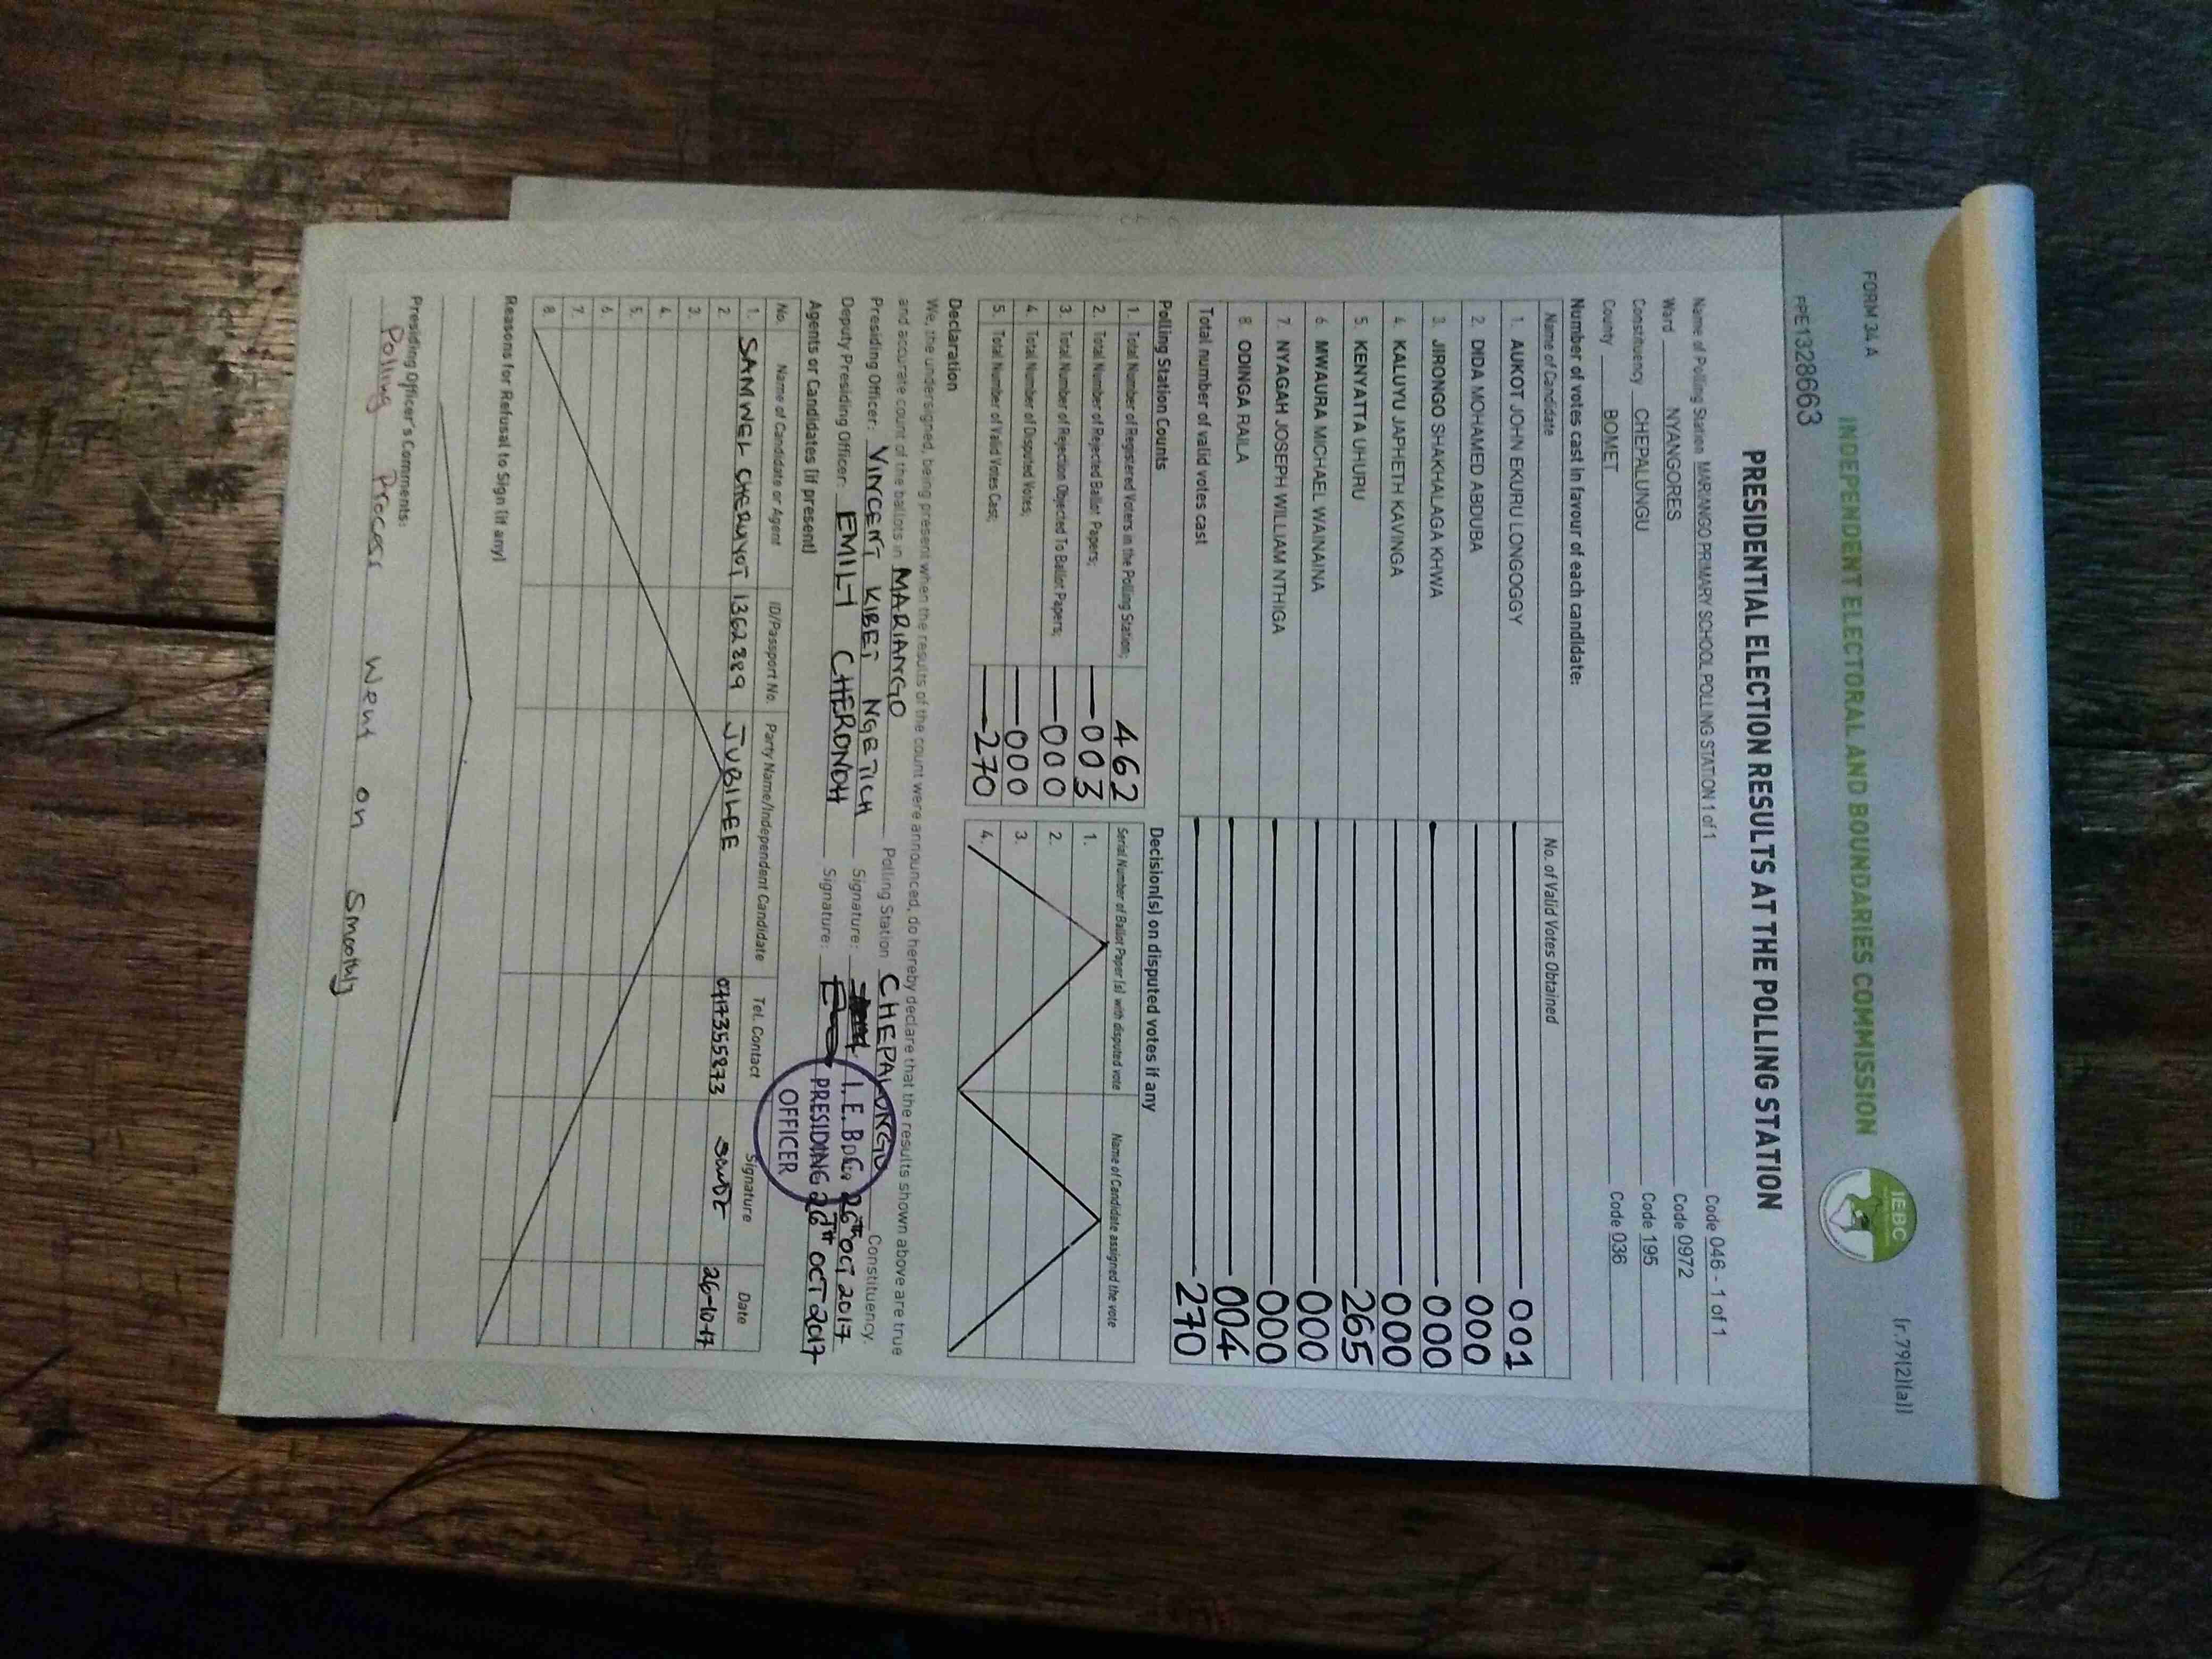 FORM 34 A
(r.79(2)(a))
INDEPENDENT ELECTORAL AND BOUNDARIES COMMISSION
IEBC
PPE1328663
PRESIDENTIAL ELECTION RESULTS AT THE POLLING STATION
Name of Polling Station MARIANGO PRIMARY SCHOOL POLLING STATION 1 of 1 Code 046 - 1 of 1
Ward NYANGORES Code 0972
Constituency CHEPALUNGU Code 195
County BOMET Code 036
Number of votes cast in favour of each candidate:
Name of Candidate No. of Valid Votes Obtained
1. AUKOT JOHN EKURU LONGOGGY 001
2. DIDA MOHAMED ABDUBA 000
3. JIRONGO SHAKHALAGA KHWA 000
4. KALUYU JAPHETH KAVINGA 000
5. KENYATTA UHURU 265
6. MWAURA MICHAEL WAINAINA 000
7. NYAGAH JOSEPH WILLIAM NTHIGA 000
8. ODINGA RAILA 004
Total number of valid votes cast 270
Polling Station Counts
1. Total Number of Registered Voters in the Polling Station; 462
2. Total Number of Rejected Ballot Papers; 003
3. Total Number of Rejection Objected To Ballot Papers; 000
4. Total Number of Disputed Votes; 000
5. Total Number of Valid Votes Cast; 270
Decision(s) on disputed votes if any
Serial Number of Ballot Paper(s) with disputed vote Name of Candidate assigned the vote
1.
2.
3.
4.
Declaration
We, the undersigned, being present when the results of the count were announced, do hereby declare that the results shown above are true
and accurate count of the ballots in MARIANGO Polling Station CHEPALUNGU Constituency.
Presiding Officer: VINCENT KIBET NGETICH Signature: 26th OCT 2017
Deputy Presiding Officer: EMILY CHERONOH Signature: 26TH OCT 2017
I.E.B.C.
PRESIDING
OFFICER
Agents or Candidates (if present)
No. Name of Candidate or Agent ID/Passport No. Party Name/Independent Candidate Tel. Contact Signature Date
1. SAMWEL CHERUIYOT 1362889 JUBILEE 0717355873 26-10-17
2.
3.
4.
5.
6.
7.
8.
Reasons for Refusal to Sign (if any)
Presiding Officer's Comments:
Polling Process went on Smoothly